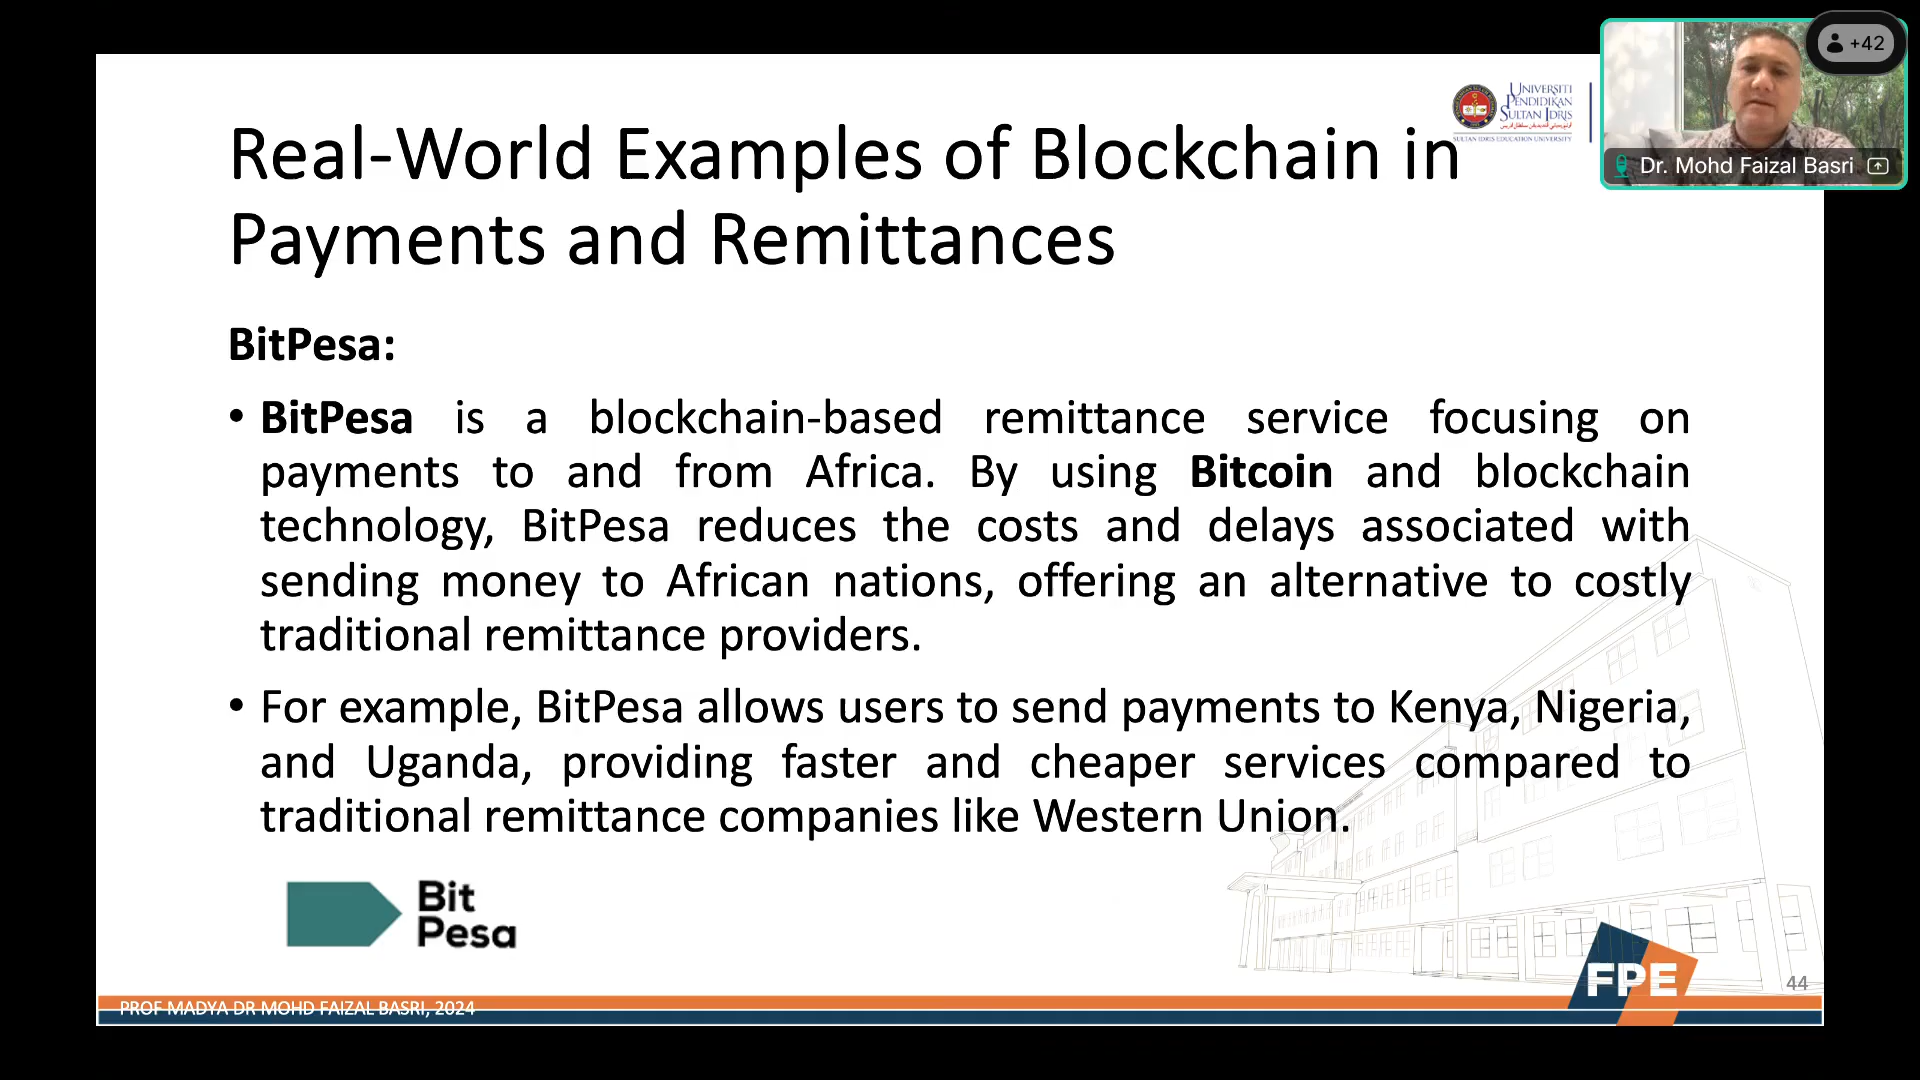 +42
UNIVERSITI
PENDIDIKAN
SULTAN IDRIS
SULTAN IDRIS EDUCATION UNIVERSITY
Dr. Mohd Faizal Basri
Real-World Examples of Blockchain in
Payments and Remittances
BitPesa:
• BitPesa is a blockchain-based remittance service focusing on
payments to and from Africa. By using Bitcoin and blockchain
technology, BitPesa reduces the costs and delays associated with
sending money to African nations, offering an alternative to costly
traditional remittance providers.
• For example, BitPesa allows users to send payments to Kenya, Nigeria,
and Uganda, providing faster and cheaper services compared to
traditional remittance companies like Western Union.
Bit
Pesa
FPE
44
PROF MADYA DR MOHD FAIZAL BASRI, 2024